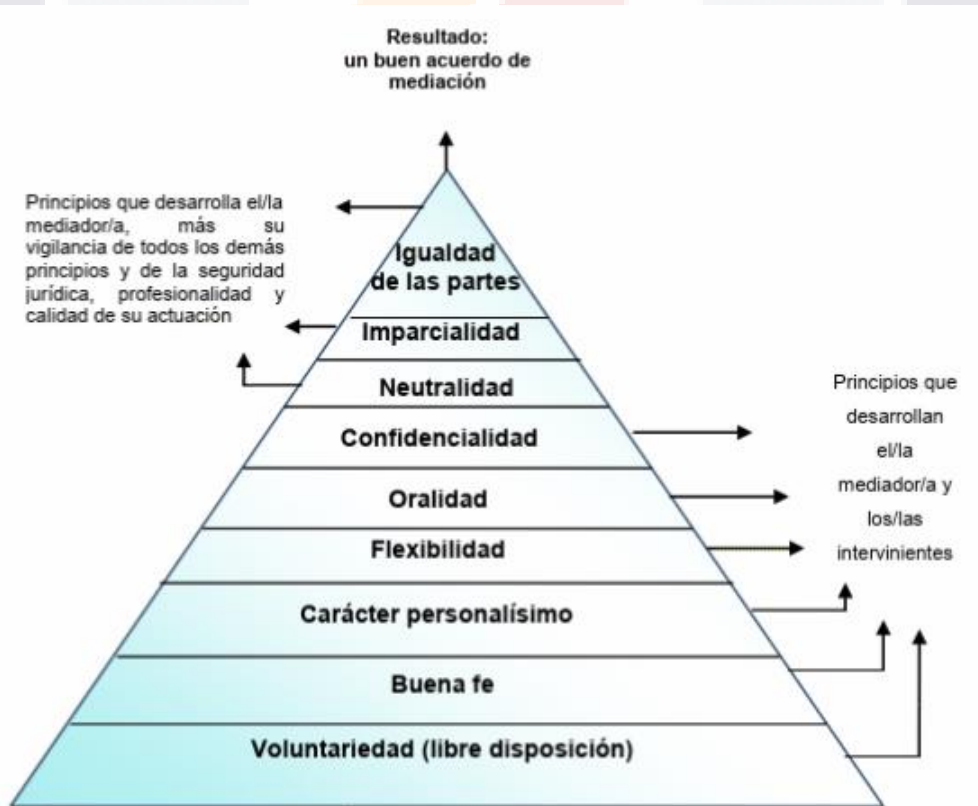 Resultado:
un buen acuerdo de
mediación
Principios que desarrolla el/la
mediador/a, más su
vigilancia de todos los demás
principios y de la seguridad
jurídica, profesionalidad y
calidad de su actuación
Igualdad
de las partes
Imparcialidad
Neutralidad
Confidencialidad
Oralidad
Flexibilidad
Carácter personalísimo
Buena fe
Voluntariedad (libre disposición)
Principios que
desarrollan
el/la
mediador/a y
los/las
intervinientes